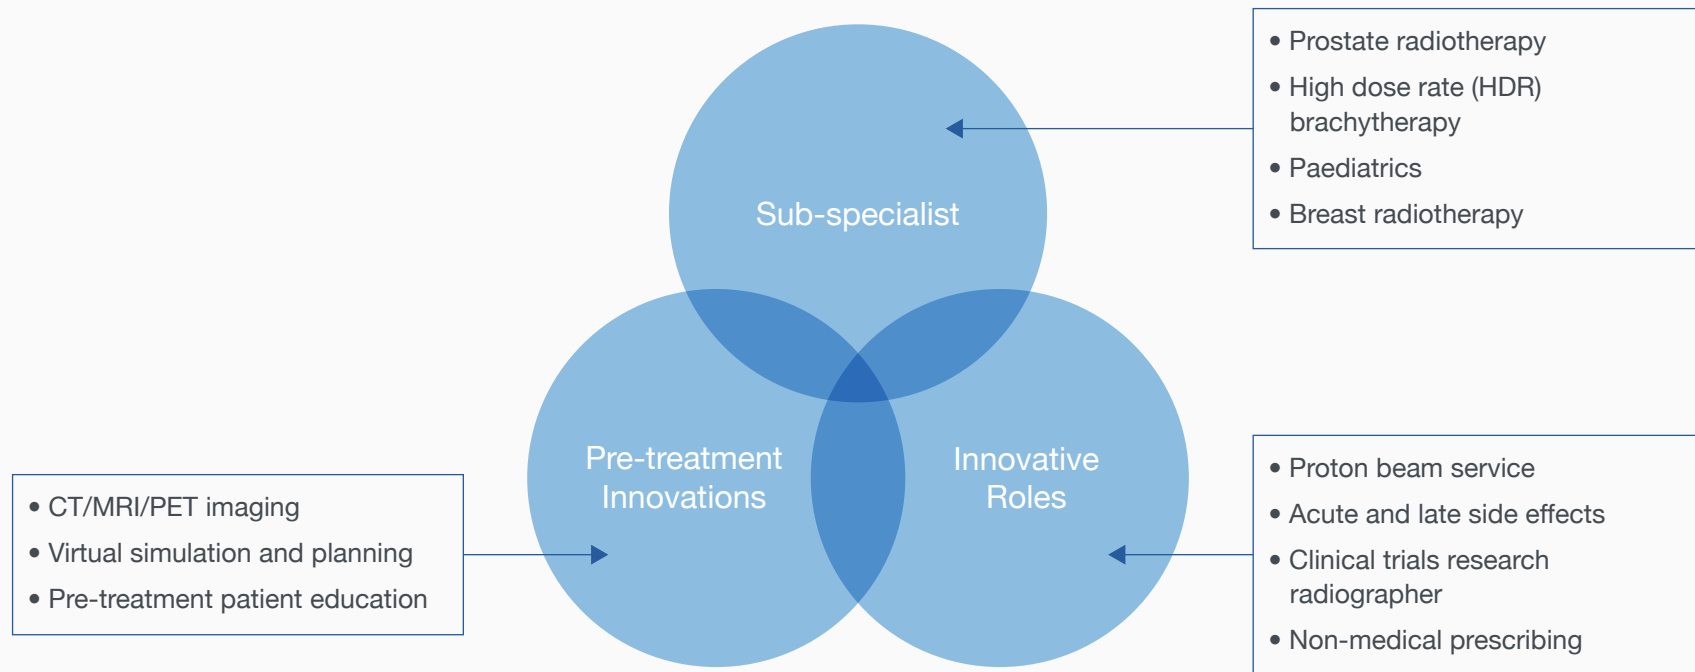 • Prostate radiotherapy
• High dose rate (HDR)
brachytherapy
• Paediatrics
• Breast radiotherapy
Sub-specialist
Pre-treatment
Innovations
Innovative
Roles
• CT/MRI/PET imaging
• Virtual simulation and planning
• Pre-treatment patient education
• Proton beam service
• Acute and late side effects
• Clinical trials research
radiographer
• Non-medical prescribing